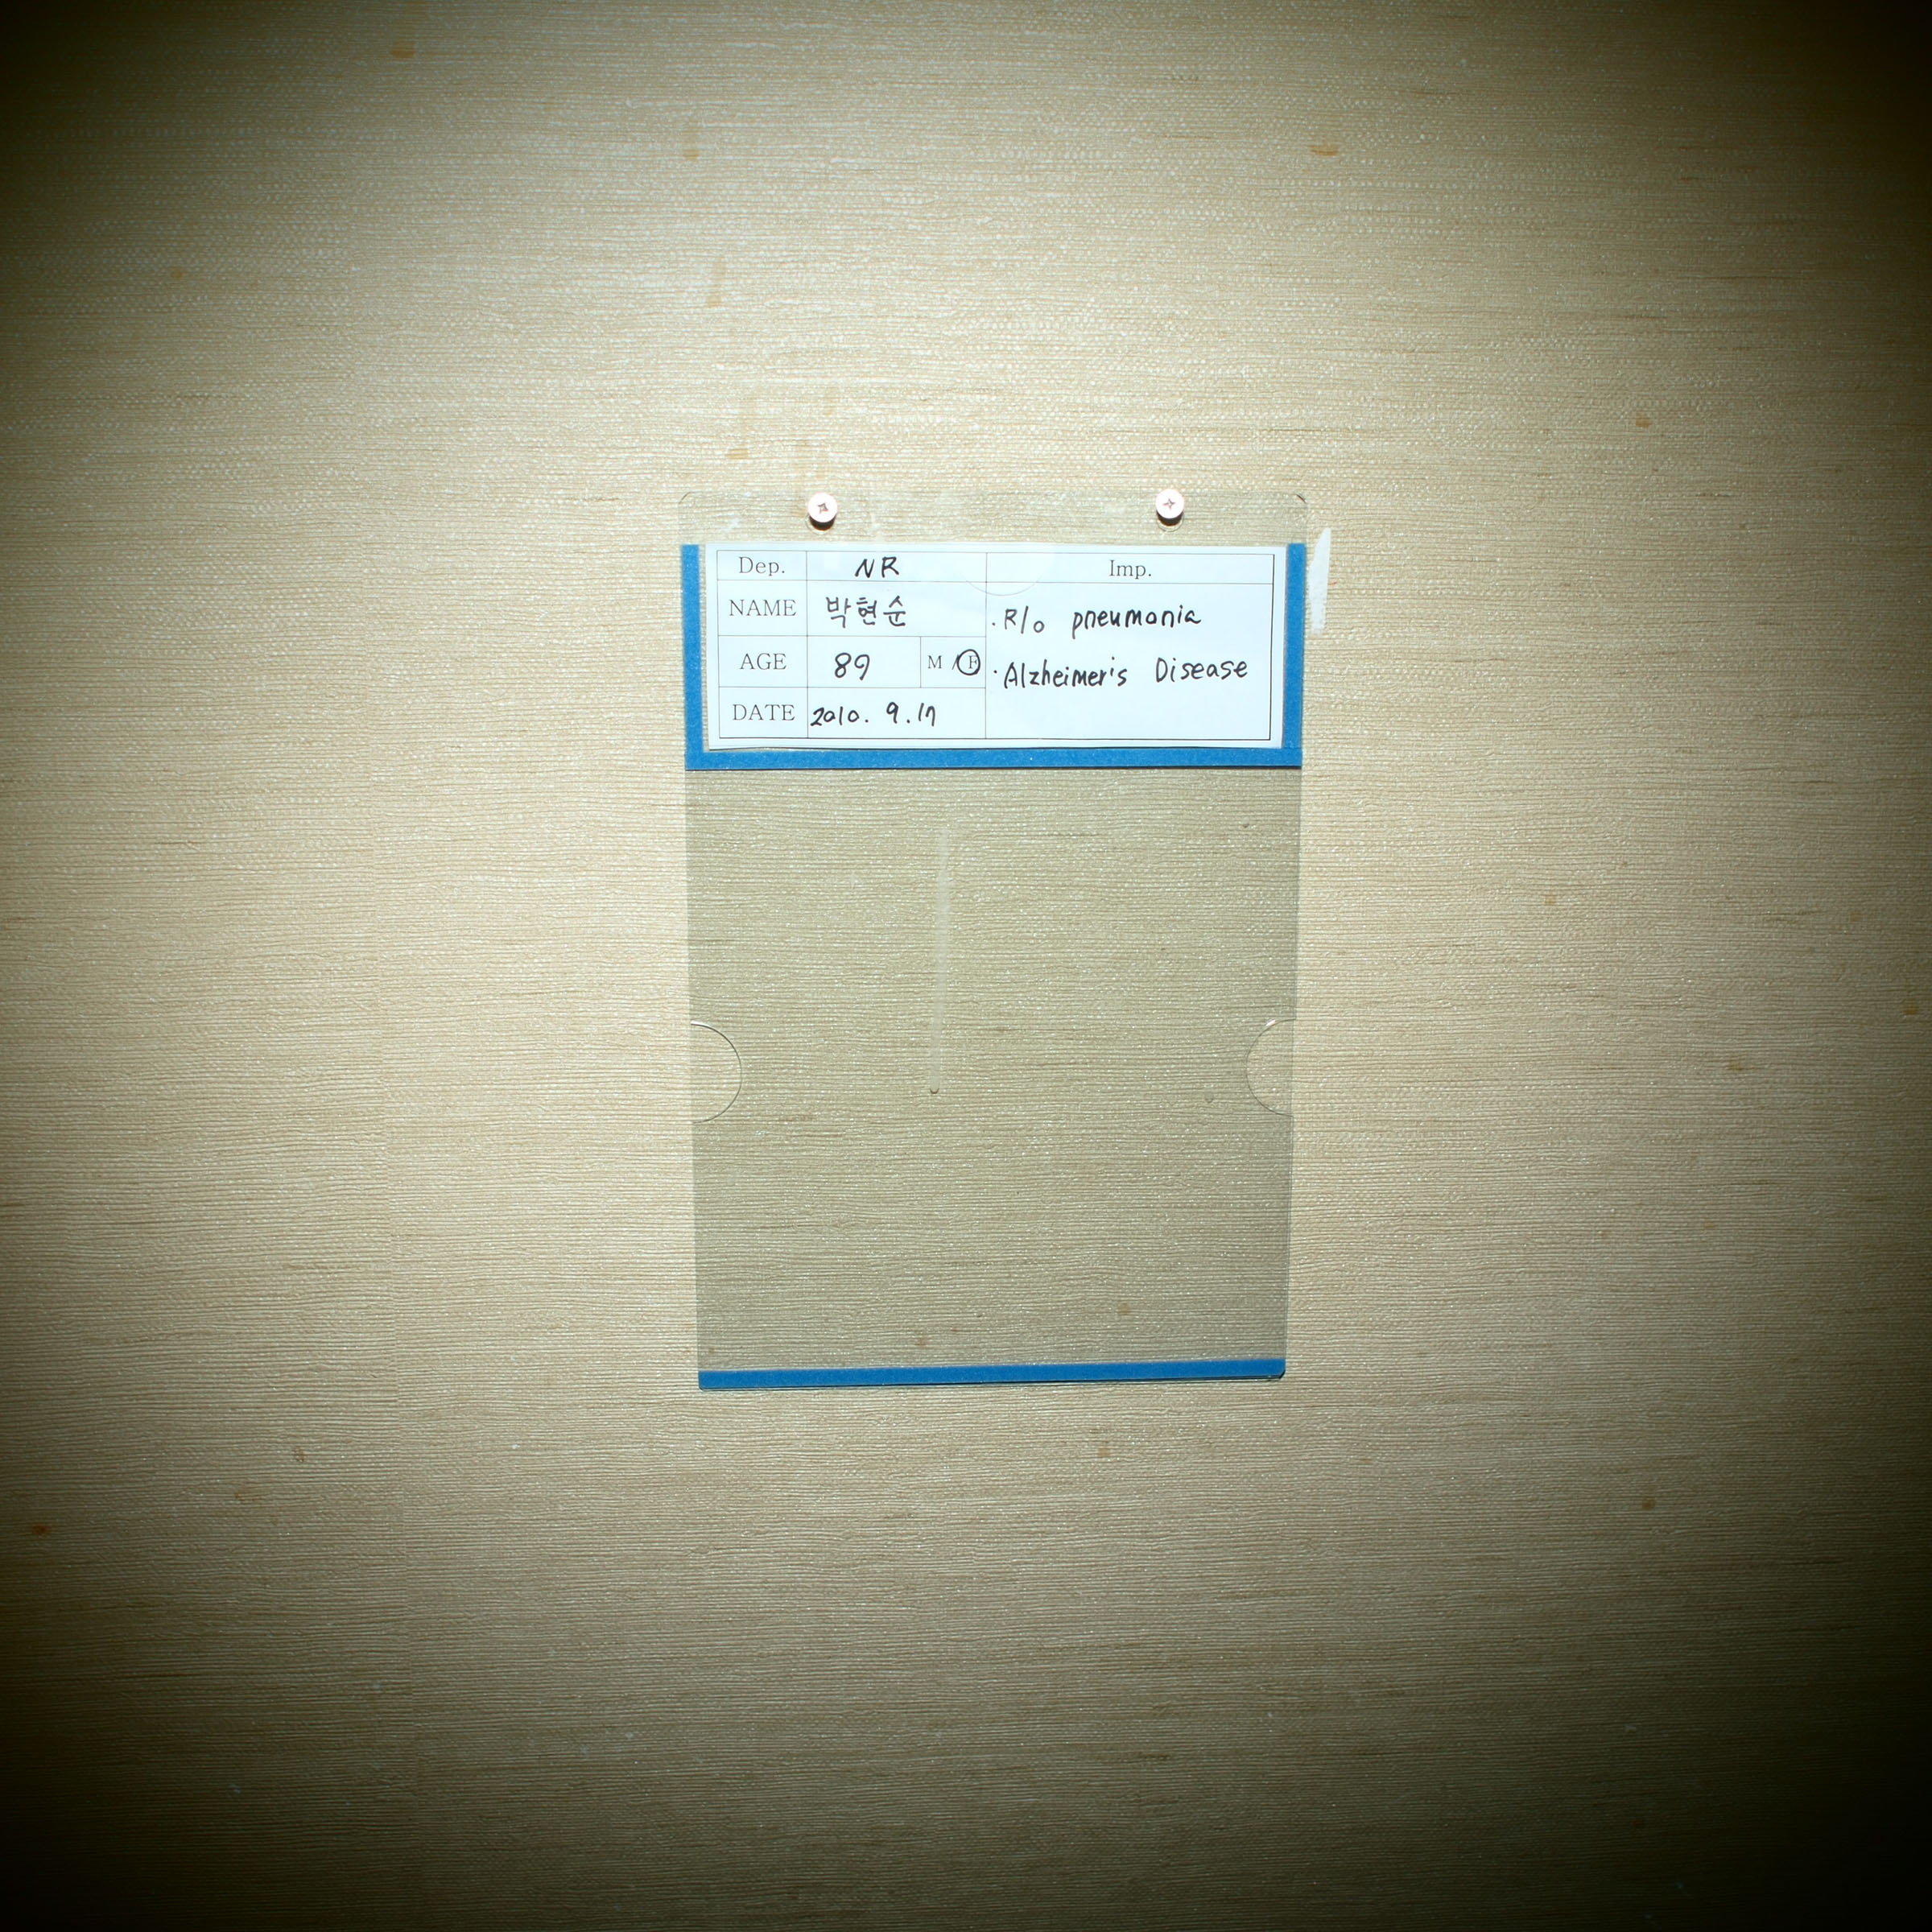 Dep. NR Imp.
NAME 박현순
· R/o pneumonia
AGE 89 M / F
· Alzheimer's Disease
DATE 2010. 9. 17